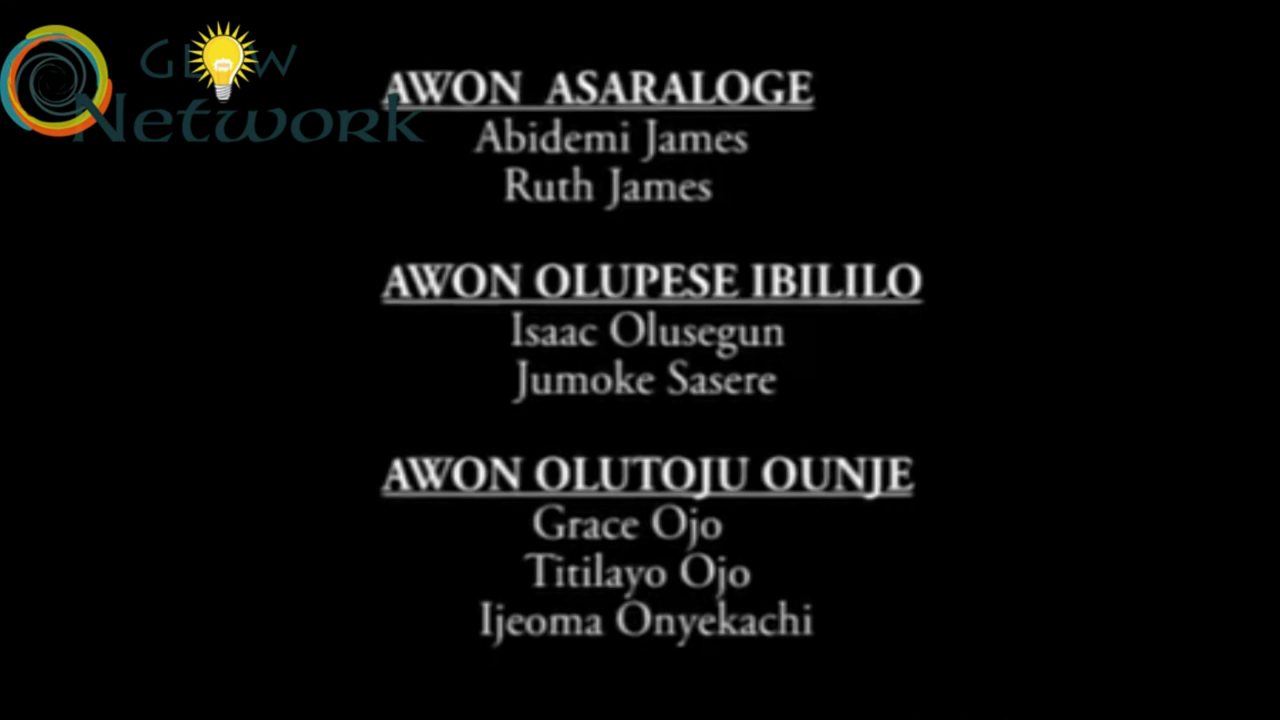 GLOW
Network
AWON ASARALOGE
Abidemi James
Ruth James
AWON OLUPESE IBILILO
Isaac Olusegun
Jumoke Sasere
AWON OLUTOJU OUNJE
Grace Ojo
Titilayo Ojo
Ijeoma Onyekachi